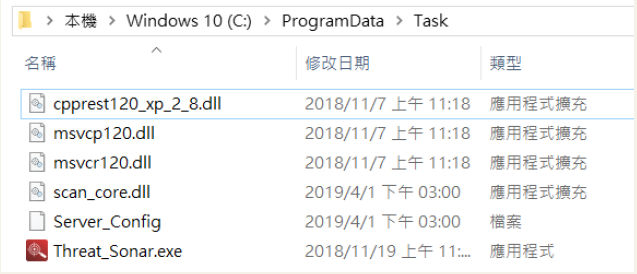 本機 > Windows 10 (C:) > ProgramData > Task
名稱 修改日期 類型
cpprest120_xp_2_8.dll 2018/11/7 上午 11:18 應用程式擴充
msvcp120.dll 2018/11/7 上午 11:18 應用程式擴充
msvcr120.dll 2018/11/7 上午 11:18 應用程式擴充
scan_core.dll 2019/4/1 下午 03:00 應用程式擴充
Server_Config 2019/4/1 下午 03:00 檔案
Threat_Sonar.exe 2018/11/19 上午 11:... 應用程式